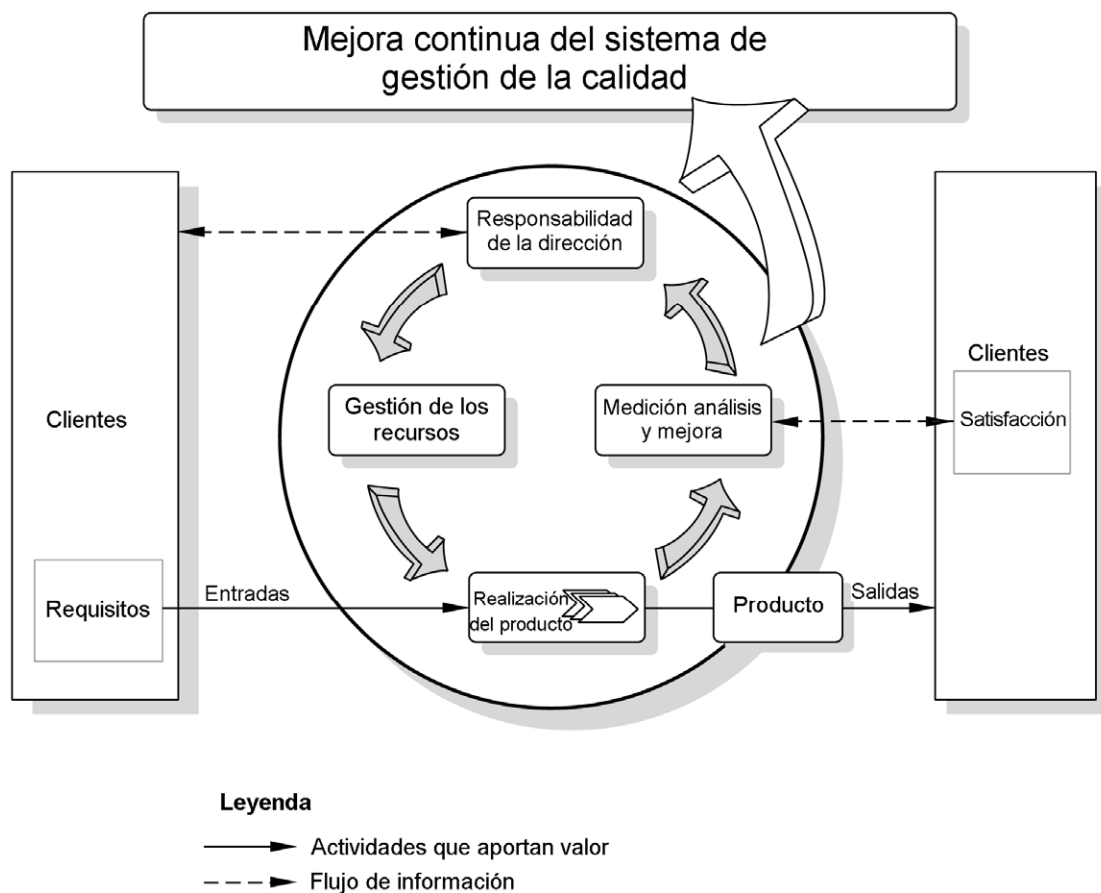 Mejora continua del sistema de
gestión de la calidad
Responsabilidad
de la dirección
Clientes
Gestión de los
recursos
Medición análisis
y mejora
Clientes
Satisfacción
Requisitos
Entradas
Realización
del producto
Producto
Salidas
Leyenda
Actividades que aportan valor
Flujo de información